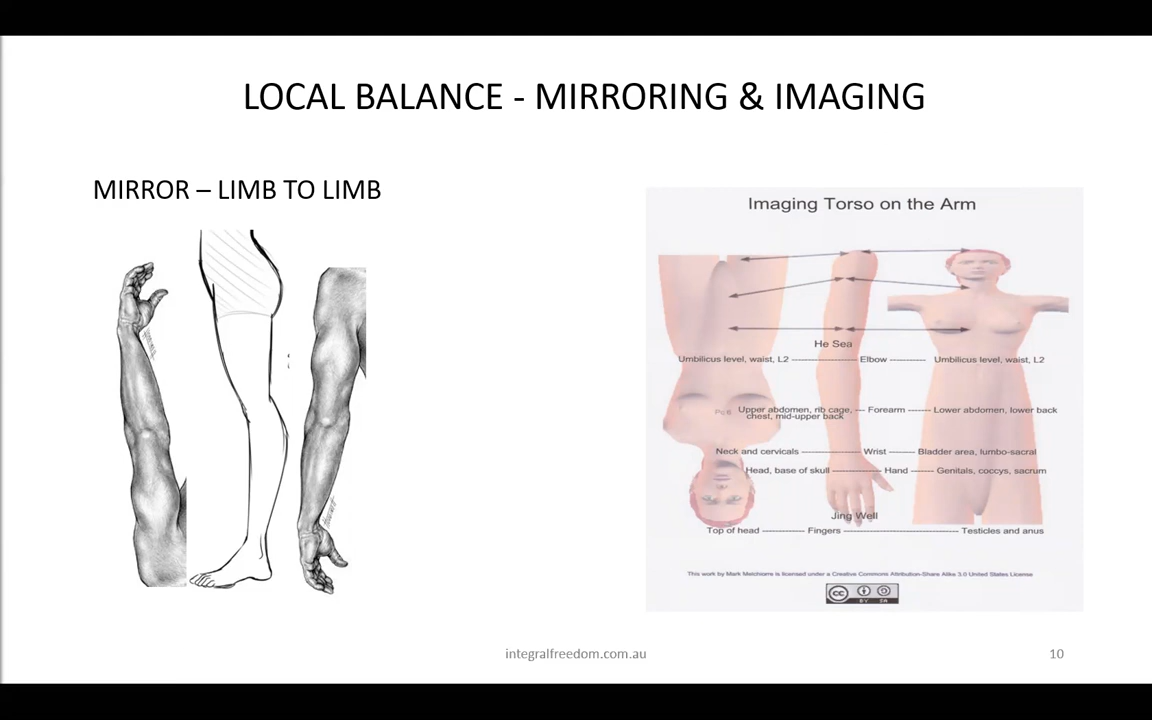 LOCAL BALANCE - MIRRORING & IMAGING
MIRROR – LIMB TO LIMB
Imaging Torso on the Arm
He Sea
Umbilicus level, waist, L2 Elbow Umbilicus level, waist, L2
Upper abdomen, rib cage, Forearm Lower abdomen, lower back
chest, mid-upper back
Neck and cervicals Wrist Bladder area, lumbo-sacral
Head, base of skull Hand Genitals, coccys, sacrum
Jing Well
Top of head Fingers Testicles and anus
This work by Mark Melchiorre is licensed under a Creative Commons Attribution-Share Alike 3.0 United States License
cc
BY SA
integralfreedom.com.au 10